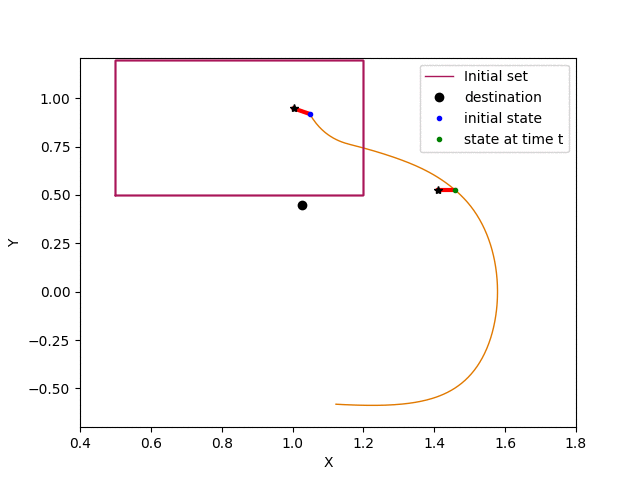 Initial set
destination
initial state
state at time t
1.00
0.75
0.50
0.25
0.00
−0.25
−0.50
Y
0.4 0.6 0.8 1.0 1.2 1.4 1.6 1.8
X